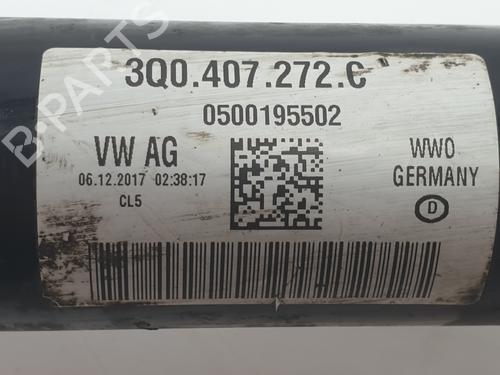 3Q0.407.272.C
0500195502
VW AG
06.12.2017 02:38:17
CL5
WWO
GERMANY
D
B-PARTS